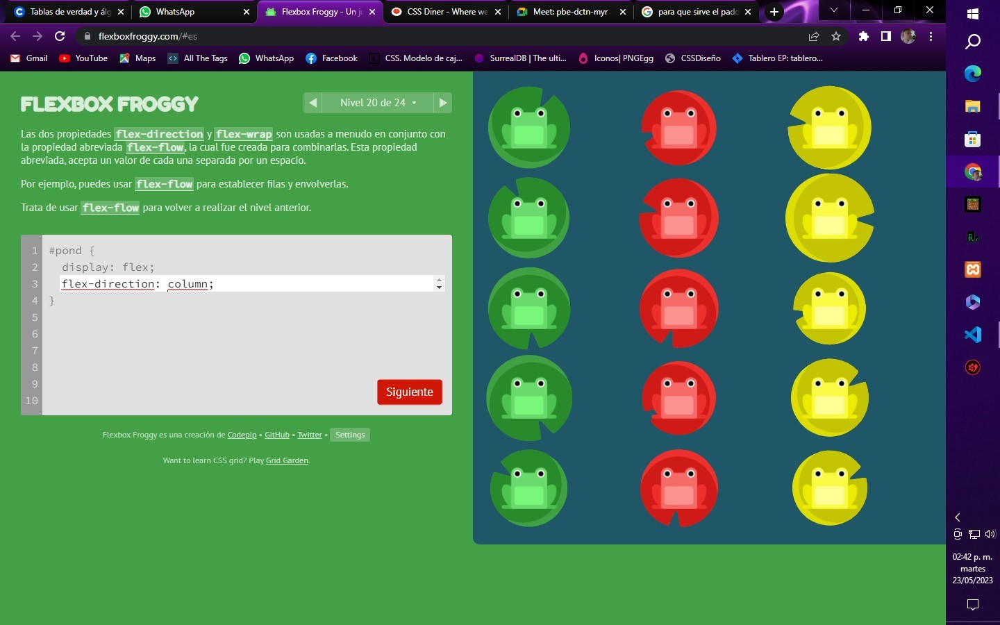 Tablas de verdad y álg
WhatsApp
Flexbox Froggy - Un ju
CSS Diner - Where we
Meet: pbe-dctn-myr
para que sirve el padd
flexboxfroggy.com/#es
Gmail
YouTube
Maps
All The Tags
WhatsApp
Facebook
CSS. Modelo de caj...
SurrealDB | The ulti...
Iconos| PNGEgg
CSSDiseño
Tablero EP: tablero...
FLEXBOX FROGGY
Nivel 20 de 24
Las dos propiedades flex-direction y flex-wrap son usadas a menudo en conjunto con
la propiedad abreviada flex-flow, la cual fue creada para combinarlas. Esta propiedad
abreviada, acepta un valor de cada una separada por un espacio.
Por ejemplo, puedes usar flex-flow para establecer filas y envolverlas.
Trata de usar flex-flow para volver a realizar el nivel anterior.
1 #pond {
2 display: flex;
3 flex-direction: column;
4 }
5
6
7
8
9
10
Siguiente
Flexbox Froggy es una creación de Codepip • GitHub • Twitter • Settings
Want to learn CSS grid? Play Grid Garden.
02:42 p. m.
martes
23/05/2023